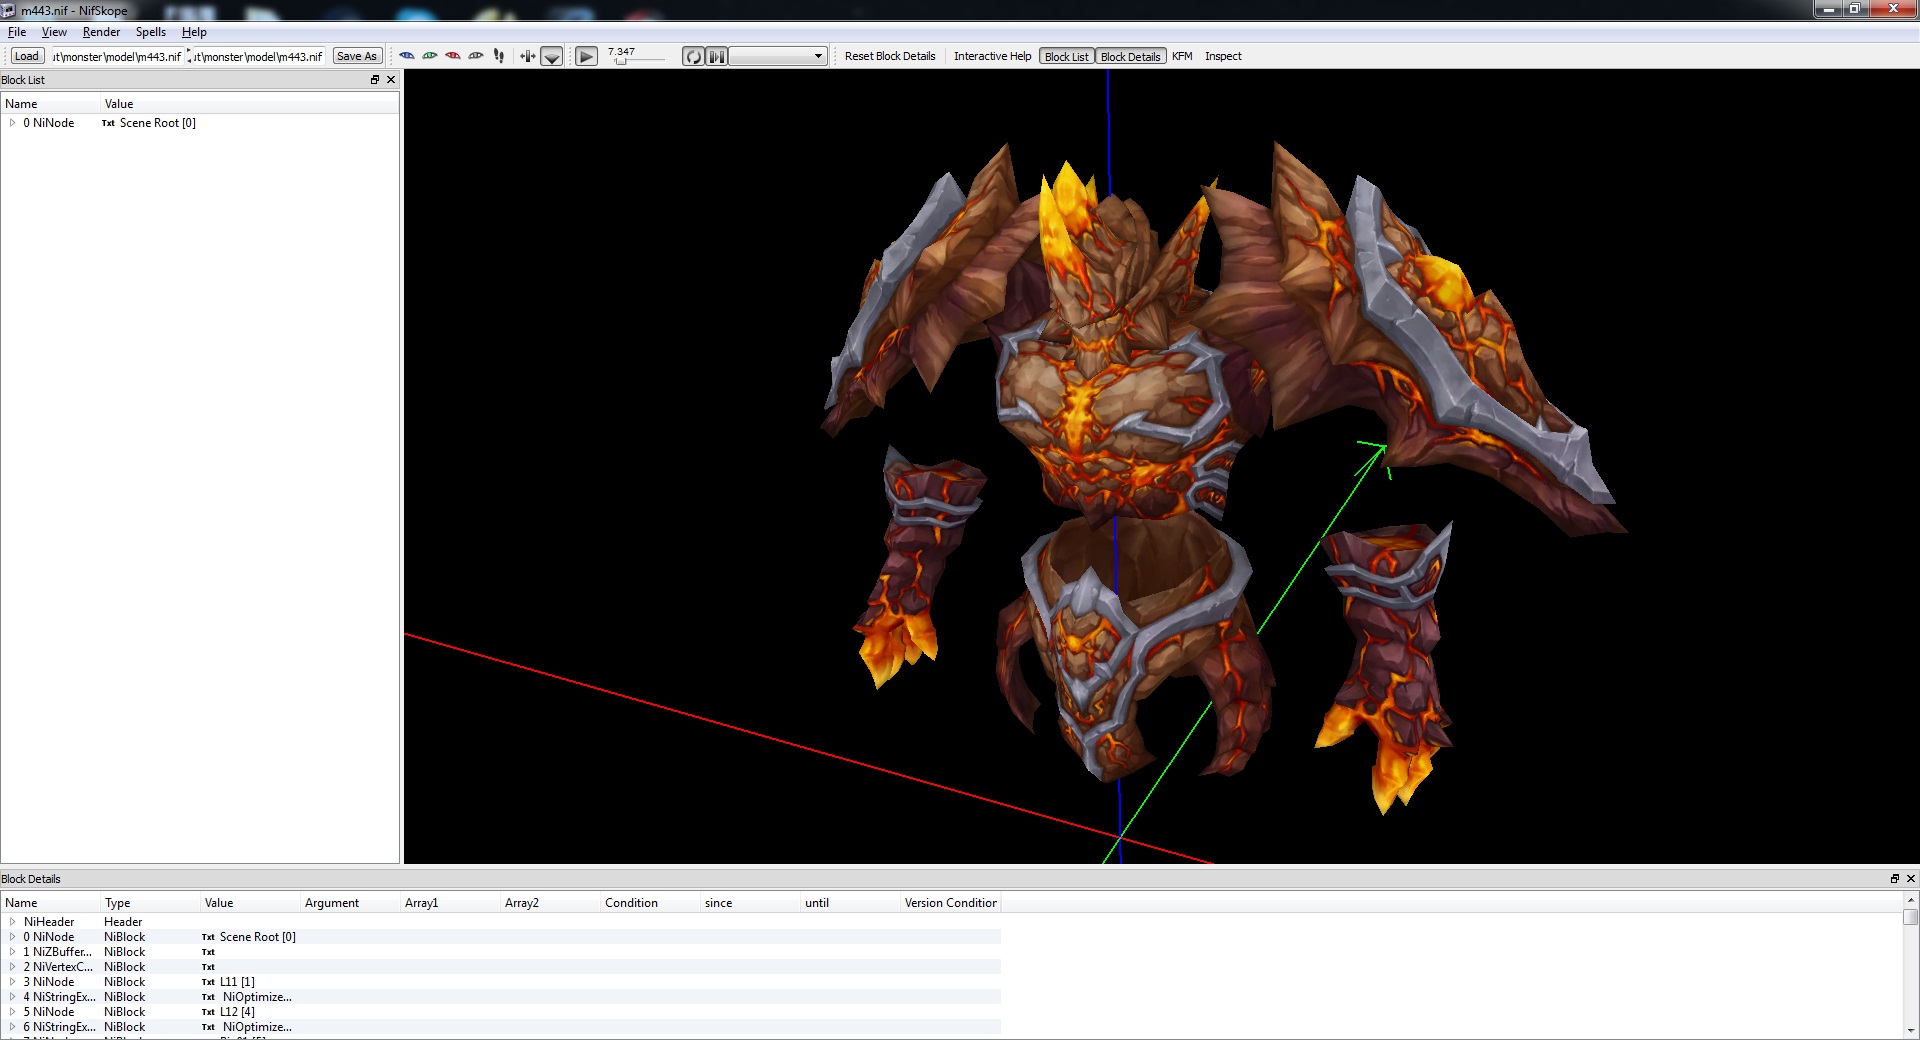 m443.nif - NifSkope
File View Render Spells Help
Load ut\monster\model\m443.nif ut\monster\model\m443.nif Save As 7.347 Reset Block Details Interactive Help Block List Block Details KFM Inspect
Block List
Name Value
0 NiNode Txt Scene Root [0]
Block Details
Name Type Value Argument Array1 Array2 Condition since until Version Condition
NiHeader Header
0 NiNode NiBlock Txt Scene Root [0]
1 NiZBuffer... NiBlock Txt
2 NiVertexC... NiBlock Txt
3 NiNode NiBlock Txt L11 [1]
4 NiStringEx... NiBlock Txt NiOptimize...
5 NiNode NiBlock Txt L12 [4]
6 NiStringEx... NiBlock Txt NiOptimize...